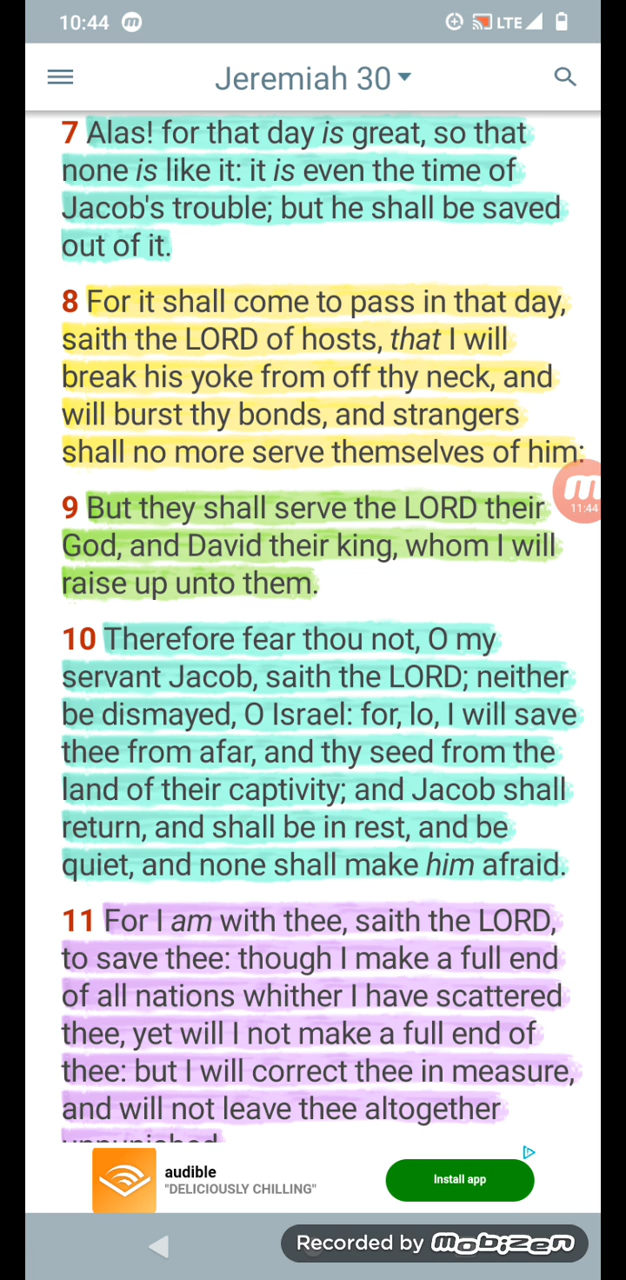 10:44 m LTE
Jeremiah 30
7 Alas! for that day is great, so that
none is like it: it is even the time of
Jacob's trouble; but he shall be saved
out of it.
8 For it shall come to pass in that day,
saith the LORD of hosts, that I will
break his yoke from off thy neck, and
will burst thy bonds, and strangers
shall no more serve themselves of him:
m
11:44
9 But they shall serve the LORD their
God, and David their king, whom I will
raise up unto them.
10 Therefore fear thou not, O my
servant Jacob, saith the LORD; neither
be dismayed, O Israel: for, lo, I will save
thee from afar, and thy seed from the
land of their captivity; and Jacob shall
return, and shall be in rest, and be
quiet, and none shall make him afraid.
11 For I am with thee, saith the LORD,
to save thee: though I make a full end
of all nations whither I have scattered
thee, yet will I not make a full end of
thee: but I will correct thee in measure,
and will not leave thee altogether
unpunished.
audible
"DELICIOUSLY CHILLING"
Install app
Recorded by mobizen